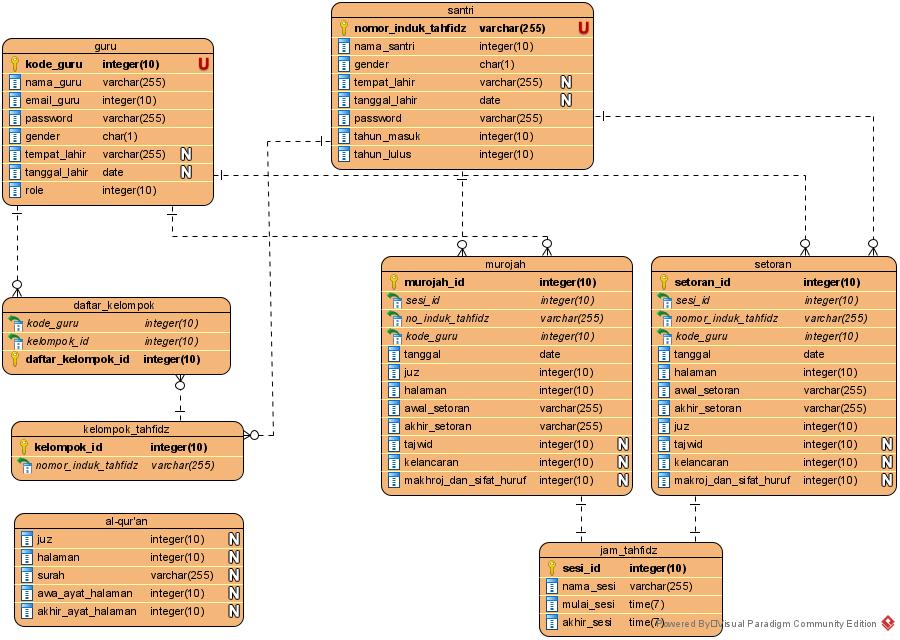 santri
nomor_induk_tahfidz varchar(255) U
nama_santri integer(10)
gender char(1)
tempat_lahir varchar(255) N
tanggal_lahir date N
password varchar(255)
tahun_masuk integer(10)
tahun_lulus integer(10)
guru
kode_guru integer(10) U
nama_guru varchar(255)
email_guru integer(10)
password varchar(255)
gender char(1)
tempat_lahir varchar(255) N
tanggal_lahir date N
role integer(10)
murojah
murojah_id integer(10)
sesi_id integer(10)
no_induk_tahfidz varchar(255)
kode_guru integer(10)
tanggal date
juz integer(10)
halaman integer(10)
awal_setoran varchar(255)
akhir_setoran varchar(255)
tajwid integer(10) N
kelancaran integer(10) N
makhroj_dan_sifat_huruf integer(10) N
setoran
setoran_id integer(10)
sesi_id integer(10)
nomor_induk_tahfidz varchar(255)
kode_guru integer(10)
tanggal date
halaman integer(10)
awal_setoran varchar(255)
akhir_setoran varchar(255)
juz integer(10)
tajwid integer(10) N
kelancaran integer(10) N
makroj_dan_sifat_huruf integer(10) N
daftar_kelompok
kode_guru integer(10)
kelompok_id integer(10)
daftar_kelompok_id integer(10)
kelompok_tahfidz
kelompok_id integer(10)
nomor_induk_tahfidz varchar(255)
al-qur'an
juz integer(10) N
halaman integer(10) N
surah varchar(255) N
awa_ayat_halaman integer(10) N
akhir_ayat_halaman integer(10) N
jam_tahfidz
sesi_id integer(10)
nama_sesi varchar(255)
mulai_sesi time(7)
akhir_sesi time(7)
Powered By Visual Paradigm Community Edition